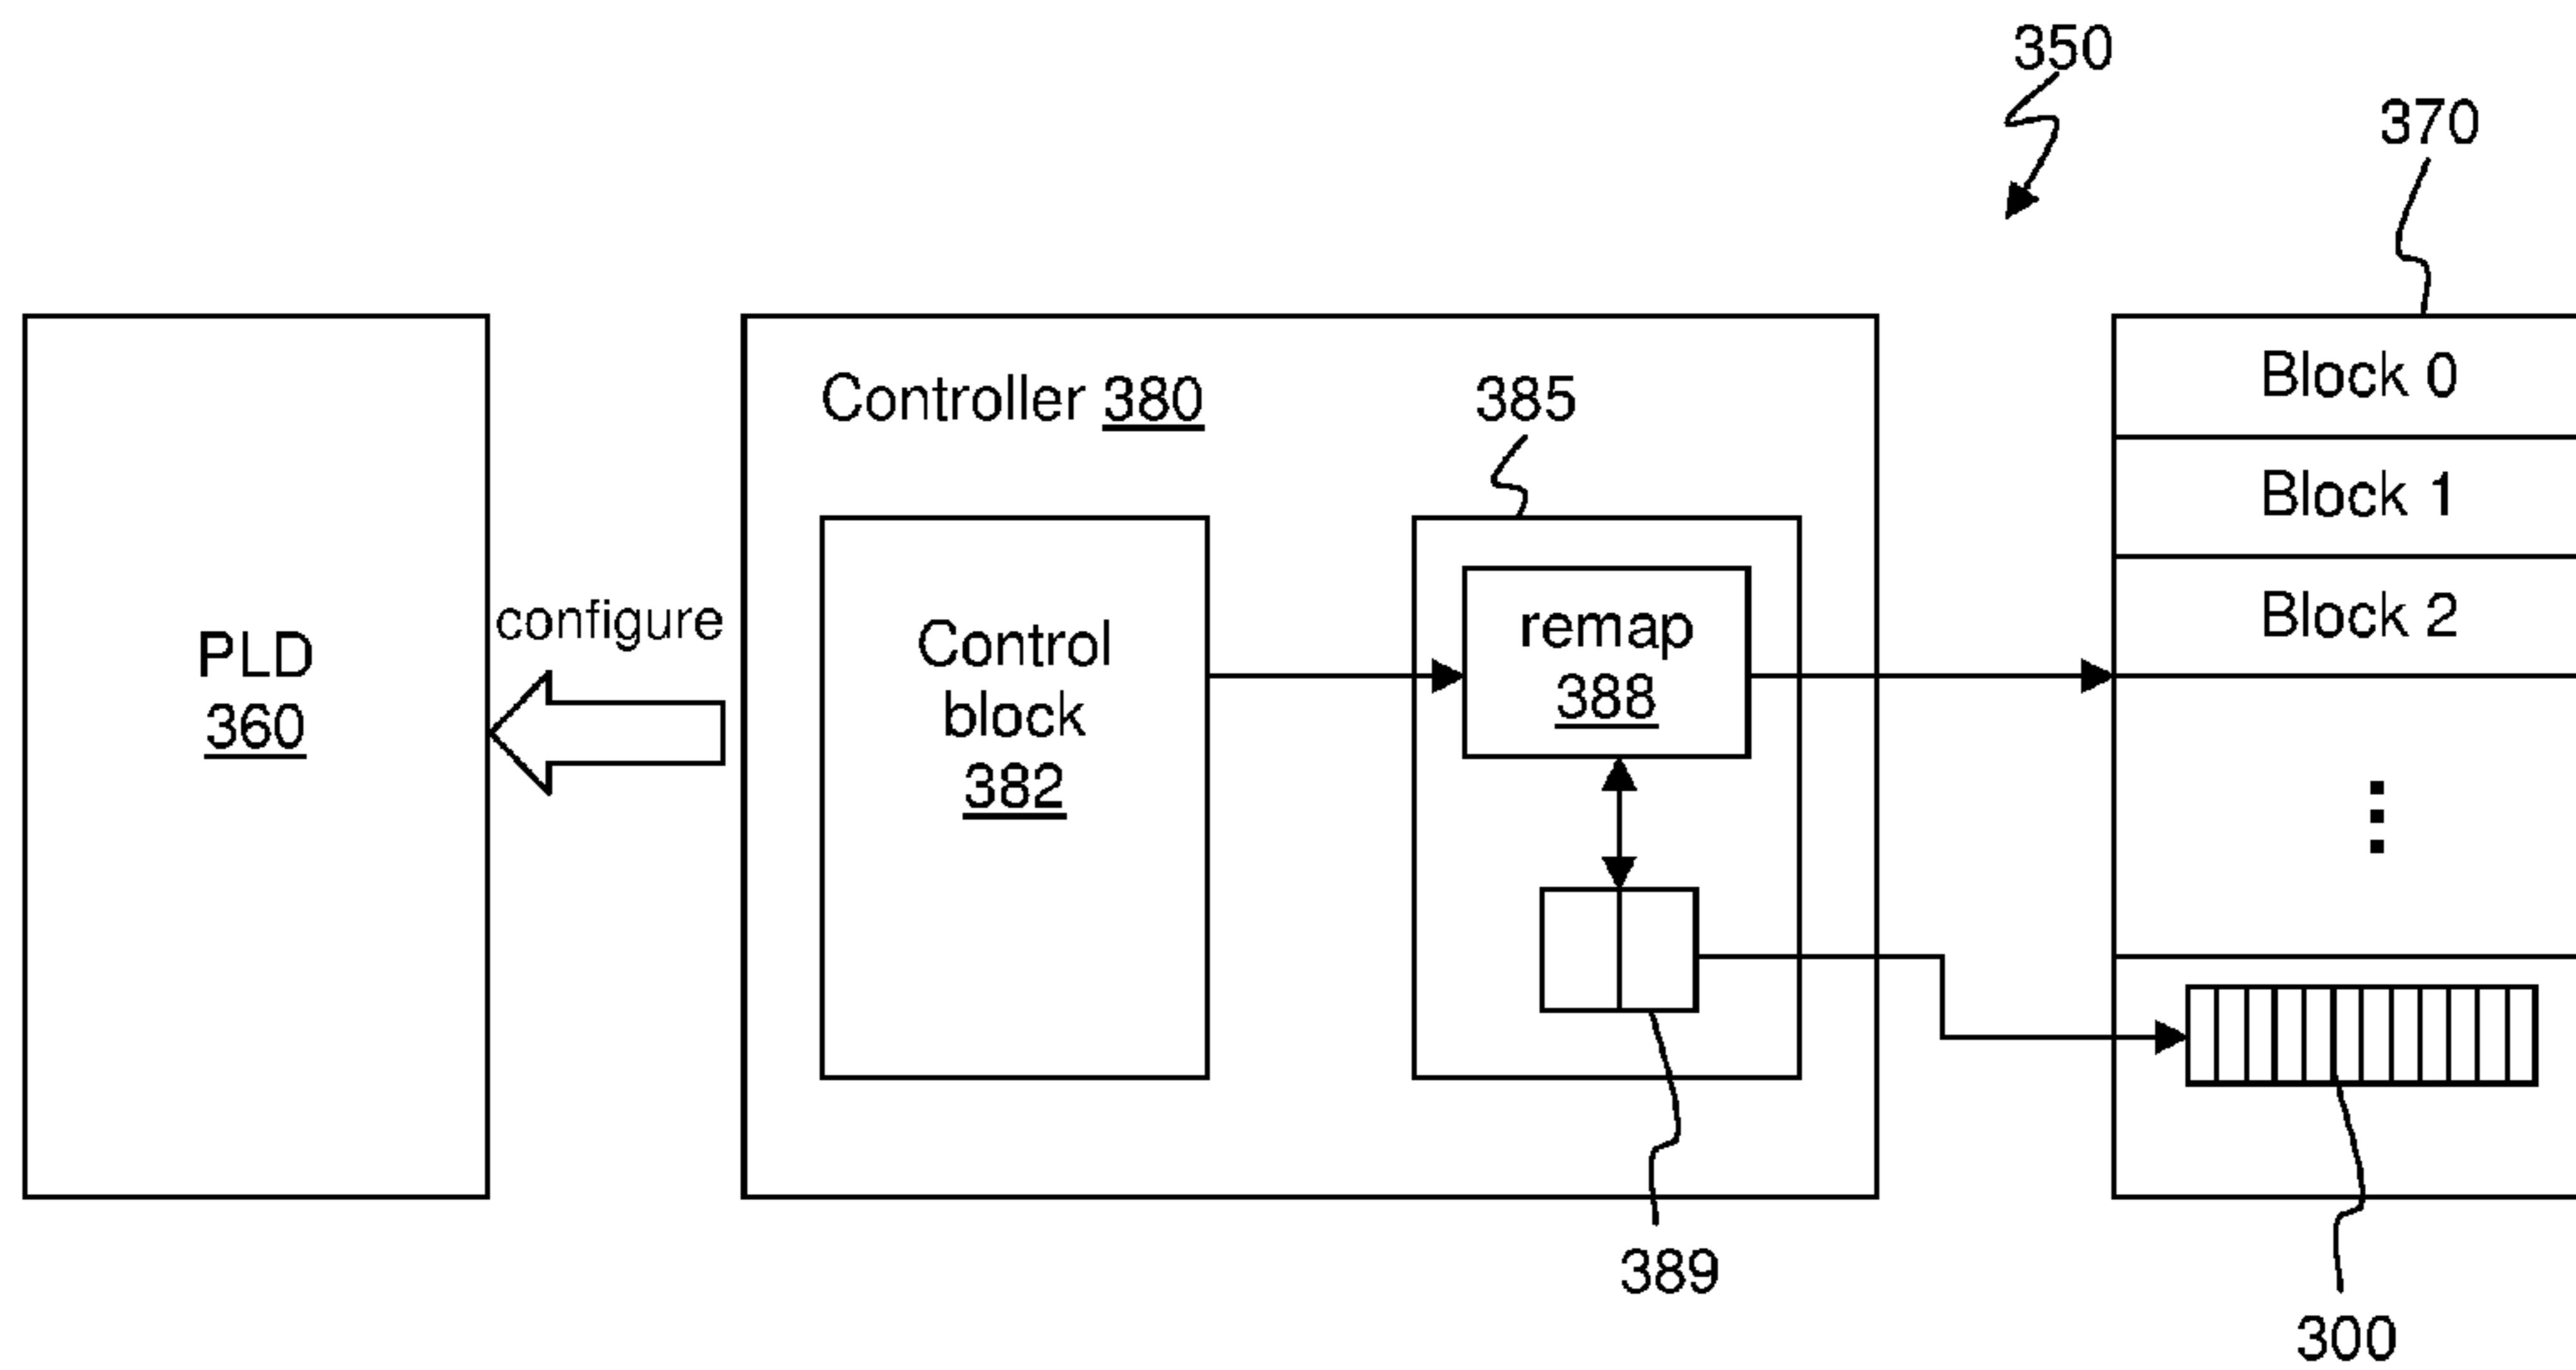 350
370
Controller 380
385
Block 0
Block 1
Block 2
configure
PLD
360
Control
block
382
remap
388
389
300